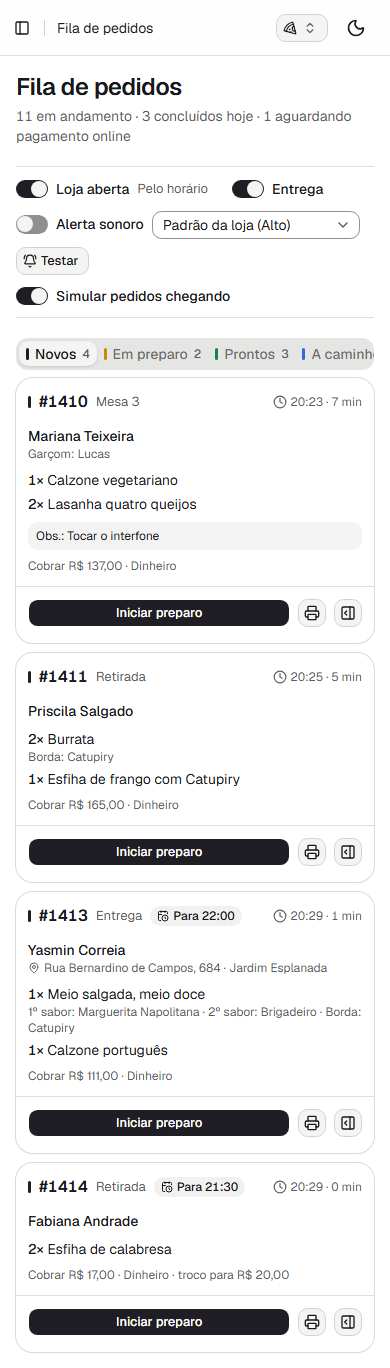 Fila de pedidos
Fila de pedidos
11 em andamento · 3 concluídos hoje · 1 aguardando
pagamento online
Loja aberta Pelo horário Entrega
Alerta sonoro Padrão da loja (Alto)
Testar
Simular pedidos chegando
Novos 4 Em preparo 2 Prontos 3 A caminho
#1410 Mesa 3 20:23 · 7 min
Mariana Teixeira
Garçom: Lucas
1× Calzone vegetariano
2× Lasanha quatro queijos
Obs.: Tocar o interfone
Cobrar R$ 137,00 · Dinheiro
Iniciar preparo
#1411 Retirada 20:25 · 5 min
Priscila Salgado
2× Burrata
Borda: Catupiry
1× Esfiha de frango com Catupiry
Cobrar R$ 165,00 · Dinheiro
Iniciar preparo
#1413 Entrega Para 22:00 20:29 · 1 min
Yasmin Correia
Rua Bernardino de Campos, 684 · Jardim Esplanada
1× Meio salgada, meio doce
1º sabor: Marguerita Napolitana · 2º sabor: Brigadeiro · Borda:
Catupiry
1× Calzone português
Cobrar R$ 111,00 · Dinheiro
Iniciar preparo
#1414 Retirada Para 21:30 20:29 · 0 min
Fabiana Andrade
2× Esfiha de calabresa
Cobrar R$ 17,00 · Dinheiro · troco para R$ 20,00
Iniciar preparo